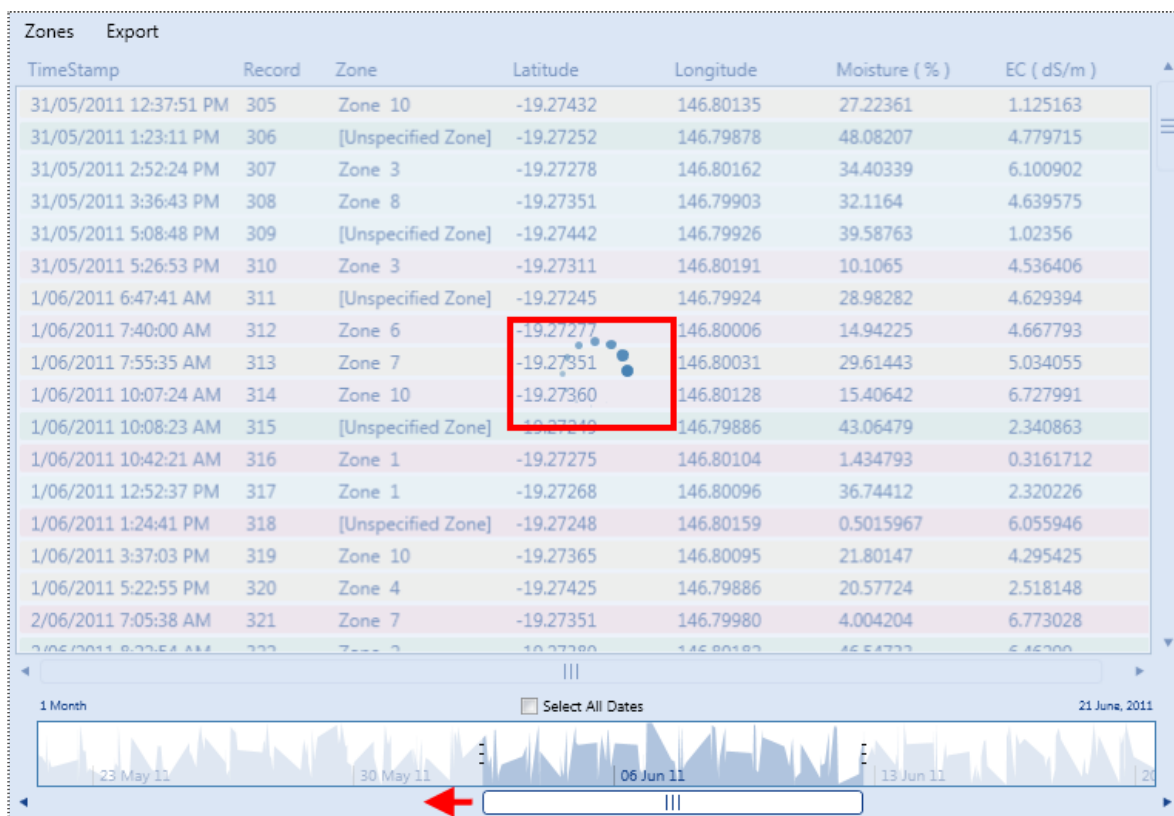 Zones Export
TimeStamp Record Zone Latitude Longitude Moisture ( % ) EC ( dS/m )
31/05/2011 12:37:51 PM 305 Zone 10 -19.27432 146.80135 27.22361 1.125163
31/05/2011 1:23:11 PM 306 [Unspecified Zone] -19.27252 146.79878 48.08207 4.779715
31/05/2011 2:52:24 PM 307 Zone 3 -19.27278 146.80162 34.40339 6.100902
31/05/2011 3:36:43 PM 308 Zone 8 -19.27351 146.79903 32.1164 4.639575
31/05/2011 5:08:48 PM 309 [Unspecified Zone] -19.27442 146.79926 39.58763 1.02356
31/05/2011 5:26:53 PM 310 Zone 3 -19.27311 146.80191 10.1065 4.536406
1/06/2011 6:47:41 AM 311 [Unspecified Zone] -19.27245 146.79924 28.98282 4.629394
1/06/2011 7:40:00 AM 312 Zone 6 -19.27277 146.80006 14.94225 4.667793
1/06/2011 7:55:35 AM 313 Zone 7 -19.27351 146.80031 29.61443 5.034055
1/06/2011 10:07:24 AM 314 Zone 10 -19.27360 146.80128 15.40642 6.727991
1/06/2011 10:08:23 AM 315 [Unspecified Zone] 146.79886 43.06479 2.340863
1/06/2011 10:42:21 AM 316 Zone 1 -19.27275 146.80104 1.434793 0.3161712
1/06/2011 12:52:37 PM 317 Zone 1 -19.27268 146.80096 36.74412 2.320226
1/06/2011 1:24:41 PM 318 [Unspecified Zone] -19.27248 146.80159 0.5015967 6.055946
1/06/2011 3:37:03 PM 319 Zone 10 -19.27365 146.80095 21.80147 4.295425
1/06/2011 5:22:55 PM 320 Zone 4 -19.27425 146.79886 20.57724 2.518148
2/06/2011 7:05:38 AM 321 Zone 7 -19.27351 146.79980 4.004204 6.773028
1 Month Select All Dates 21 June, 2011
23 May 11 30 May 11 06 Jun 11 13 Jun 11